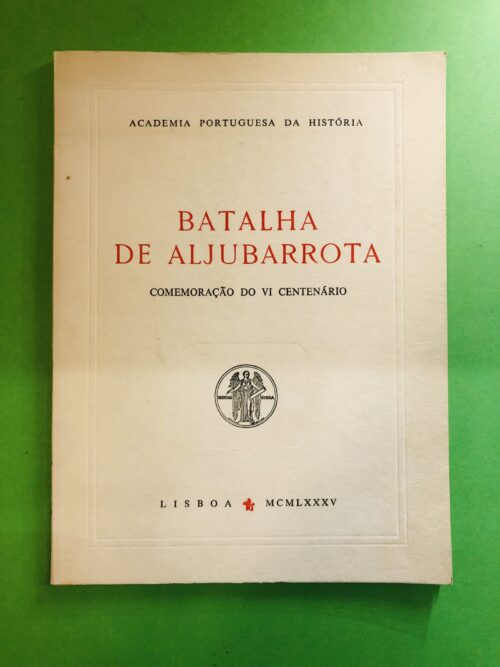 ACADEMIA PORTUGUESA DA HISTÓRIA
BATALHA
DE ALJUBARROTA
COMEMORAÇÃO DO VI CENTENÁRIO
LISBOA MCMLXXXV